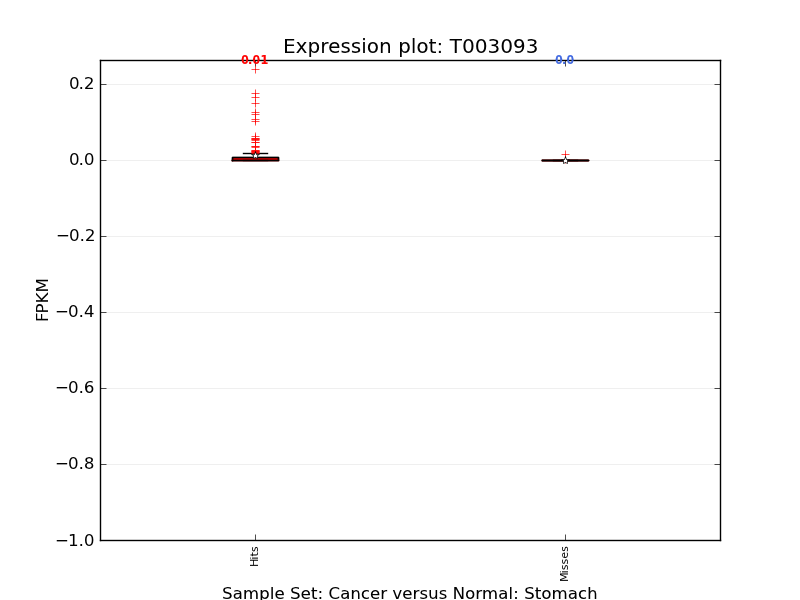 Expression plot: T003093
0.01
0.0
0.2
0.0
−0.2
−0.4
−0.6
−0.8
−1.0
FPKM
Hits
Misses
Sample Set: Cancer versus Normal: Stomach